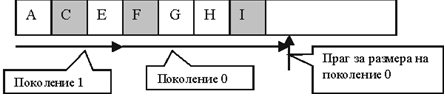 A C E F G H I
Поколение 1
Поколение 0
Праг за размера на
поколение 0